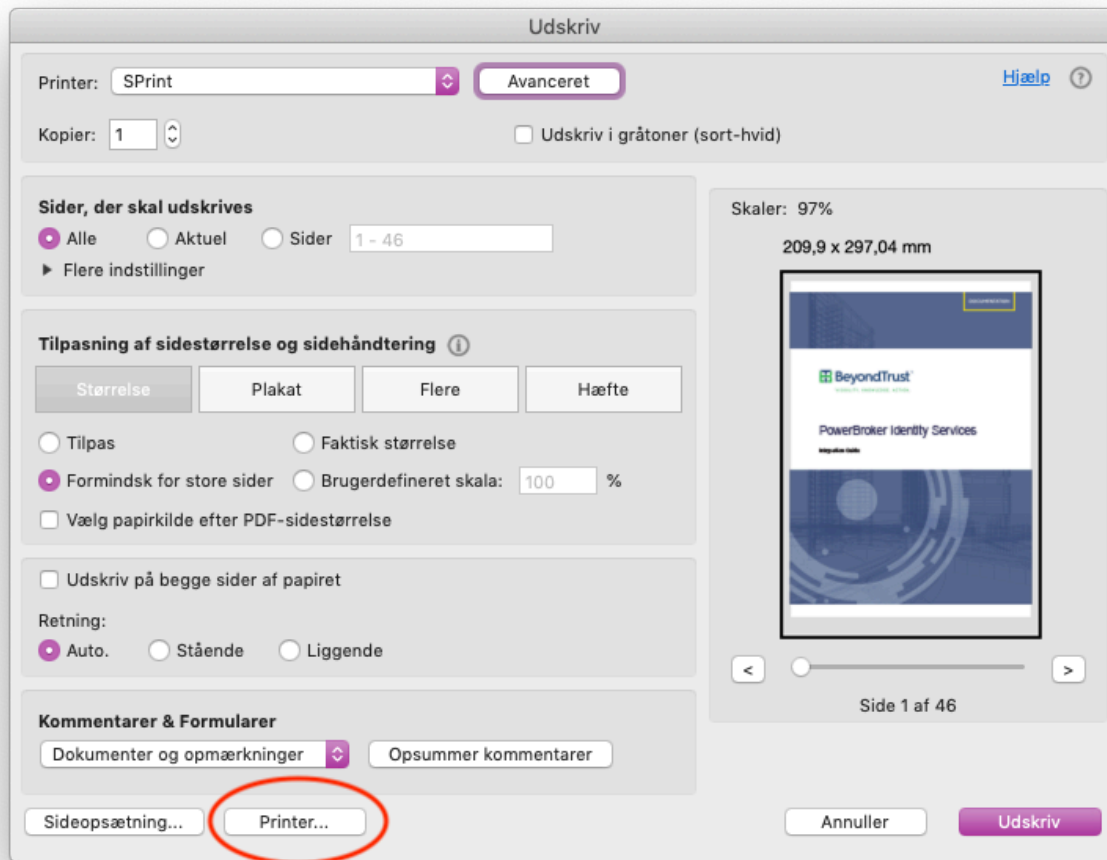 Udskriv
Printer: SPrint Avanceret Hjælp ?
Kopier: 1 Udskriv i gråtoner (sort-hvid)
Sider, der skal udskrives
Alle Aktuel Sider 1 - 46
Flere indstillinger
Tilpasning af sidestørrelse og sidehåndtering
Størrelse Plakat Flere Hæfte
Tilpas Faktisk størrelse
Formindsk for store sider Brugerdefineret skala: 100 %
Vælg papirkilde efter PDF-sidestørrelse
Udskriv på begge sider af papiret
Retning:
Auto. Stående Liggende
Kommentarer & Formularer
Dokumenter og opmærkninger Opsummer kommentarer
Sideopsætning... Printer...
Skaler: 97%
209,9 x 297,04 mm
BeyondTrust
PowerBroker Identity Services
Integration Guide
< >
Side 1 af 46
Annuller Udskriv